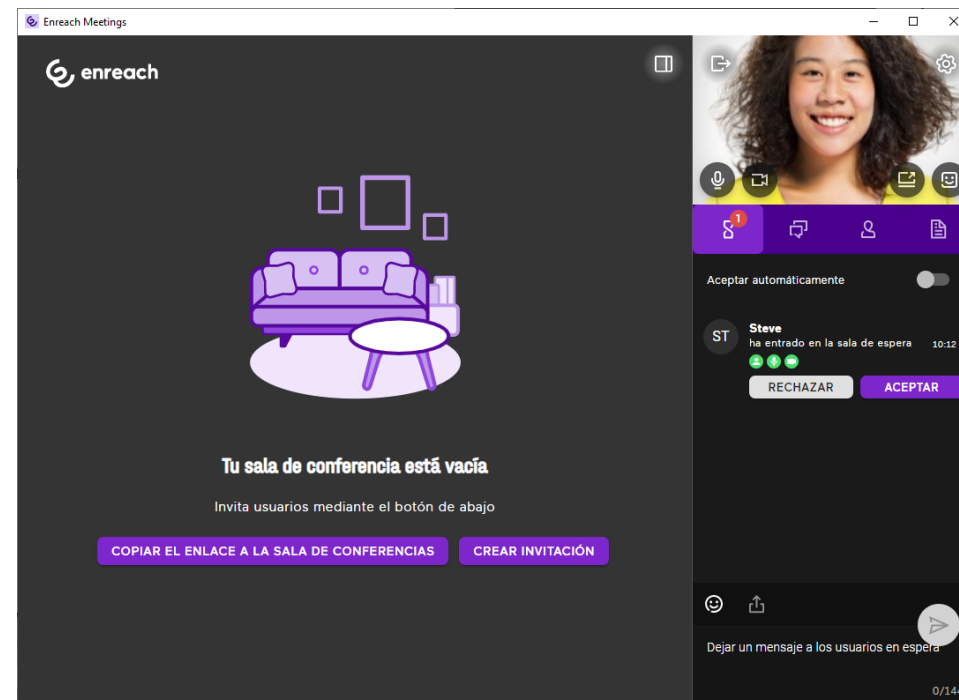 Enreach Meetings
enreach
1
Aceptar automáticamente
ST
Steve
ha entrado en la sala de espera 10:12
RECHAZAR ACEPTAR
Tu sala de conferencia está vacía
Invita usuarios mediante el botón de abajo
COPIAR EL ENLACE A LA SALA DE CONFERENCIAS CREAR INVITACIÓN
Dejar un mensaje a los usuarios en espera